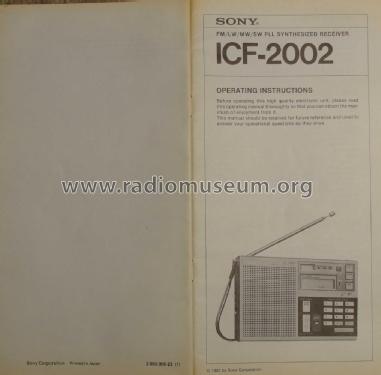 Sony Corporation Printed in Japan
SONY®
FM/LW/MW/SW PLL SYNTHESIZED RECEIVER
ICF-2002
OPERATING INSTRUCTIONS
Before operating this high quality electronic unit, please read
this operating manual thoroughly so that you can obtain the max-
imum of enjoyment from it.
This manual should be retained for future reference and used to
answer your operational questions as they arise.
www.radiomuseum.org
by Sony Corporation